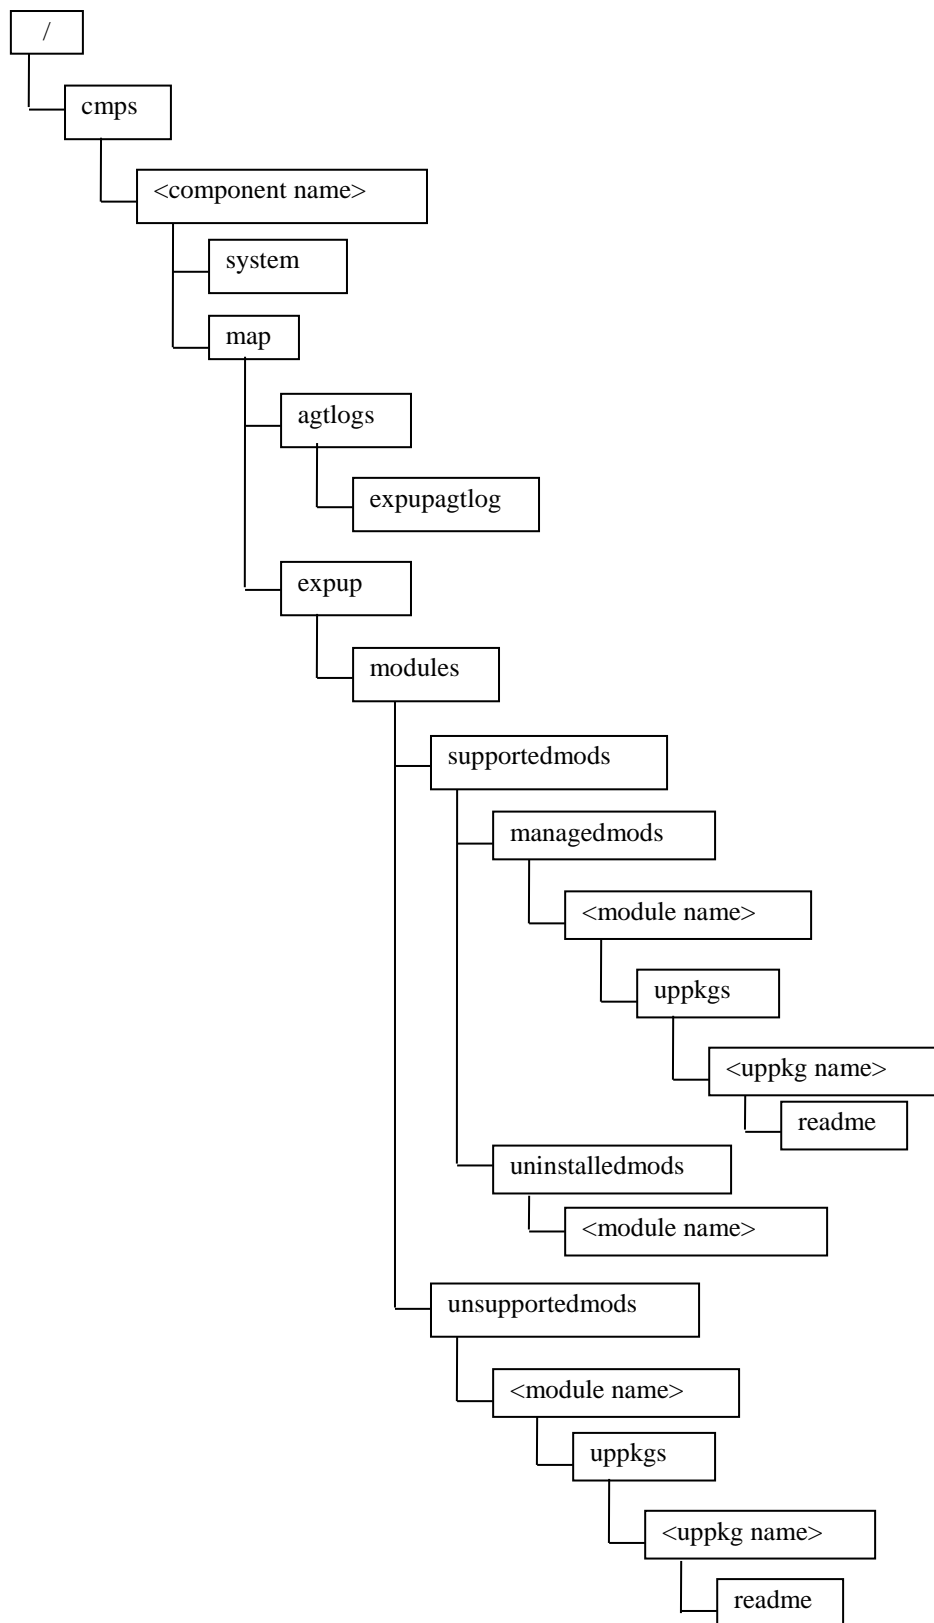 /
cmps
<component name>
system
map
agtlogs
expupagtlog
expup
modules
supportedmods
managedmods
<module name>
uppkgs
<uppkg name>
readme
uninstalledmods
<module name>
unsupportedmods
<module name>
uppkgs
<uppkg name>
readme